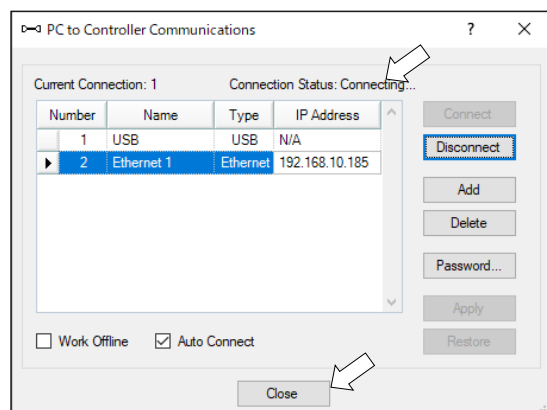 PC to Controller Communications
Current Connection: 1 Connection Status: Connecting...
Number Name Type IP Address
1 USB USB N/A
2 Ethernet 1 Ethernet 192.168.10.185
Connect
Disconnect
Add
Delete
Password...
Apply
Restore
Work Offline Auto Connect
Close